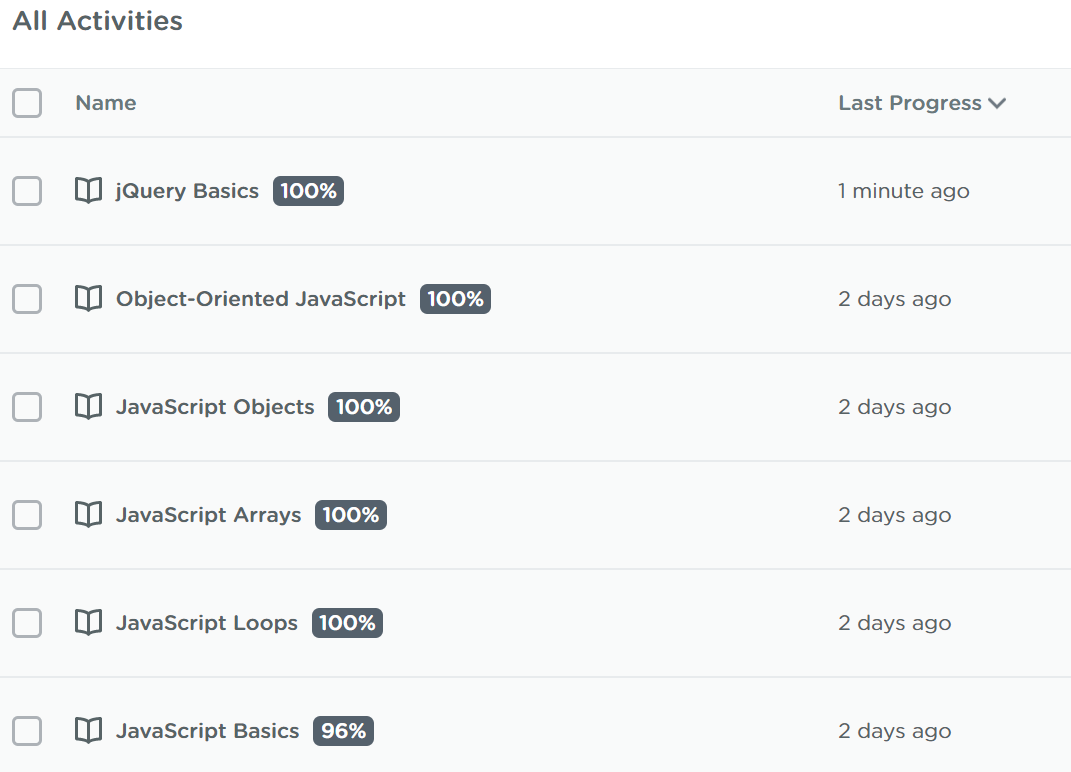 All Activities
Name Last Progress
jQuery Basics 100% 1 minute ago
Object-Oriented JavaScript 100% 2 days ago
JavaScript Objects 100% 2 days ago
JavaScript Arrays 100% 2 days ago
JavaScript Loops 100% 2 days ago
JavaScript Basics 96% 2 days ago